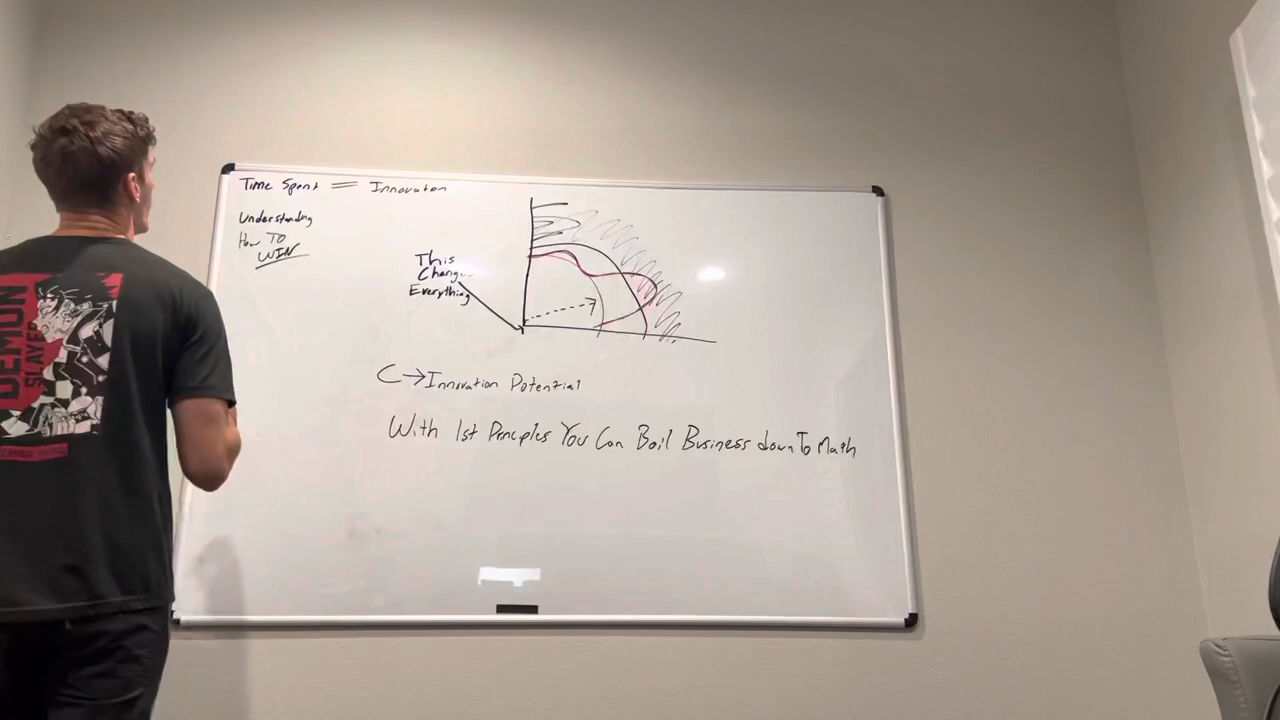 Time Spent = Innovation
Understanding
How To
WIN
This
Changes
Everything
C → Innovation Potential
With 1st Principles You Can Boil Business down To Math
DEMON
SLAYER